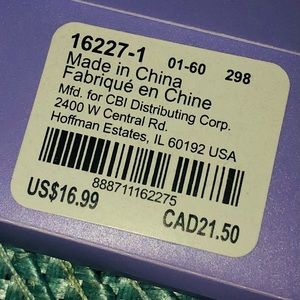 16227-1 01-60 298
Made in China
Fabriqué en Chine
Mfd. for CBI Distributing Corp.
2400 W Central Rd.
Hoffman Estates, IL 60192 USA
888711162275
US$16.99 CAD21.50